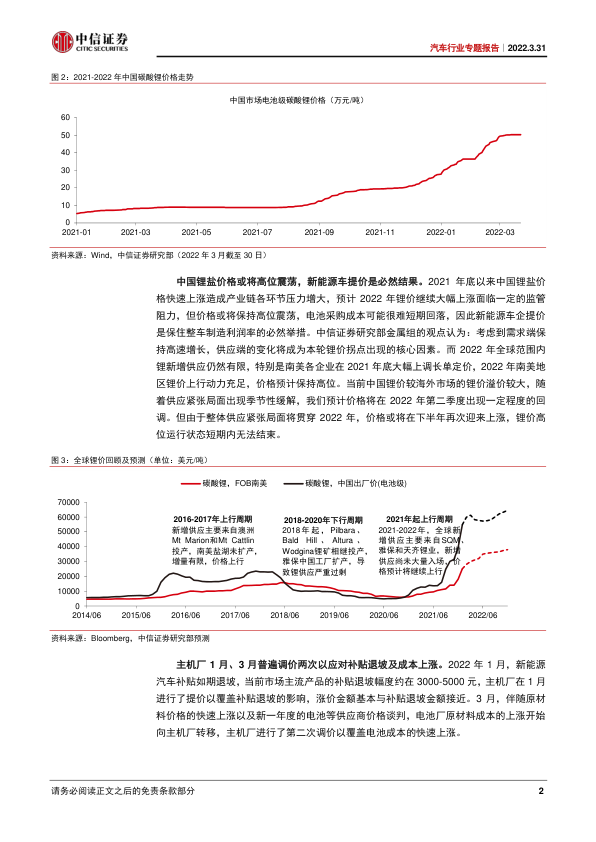 中信证券
CITIC SECURITIES
汽车行业专题报告｜2022.3.31
图 2：2021-2022 年中国碳酸锂价格走势
中国市场电池级碳酸锂价格（万元/吨）
60
50
40
30
20
10
0
2021-01 2021-03 2021-05 2021-07 2021-09 2021-11 2022-01 2022-03
资料来源：Wind，中信证券研究部（2022 年 3 月截至 30 日）
中国锂盐价格或将高位震荡，新能源车提价是必然结果。2021 年底以来中国锂盐价
格快速上涨造成产业链各环节压力增大，预计 2022 年锂价继续大幅上涨面临一定的监管
阻力，但价格或将保持高位震荡，电池采购成本可能很难短期回落，因此新能源车企提价
是保住整车制造利润率的必然举措。中信证券研究部金属组的观点认为：考虑到需求端保
持高速增长，供应端的变化将成为本轮锂价拐点出现的核心因素。而 2022 年全球范围内
锂新增供应仍然有限，特别是南美各企业在 2021 年底大幅上调长单定价，2022 年南美地
区锂价上行动力充足，价格预计保持高位。当前中国锂价较海外市场的锂价溢价较大，随
着供应紧张局面出现季节性缓解，我们预计价格将在 2022 年第二季度出现一定程度的回
调。但由于整体供应紧张局面将贯穿 2022 年，价格或将在下半年再次迎来上涨，锂价高
位运行状态短期内无法结束。
图 3：全球锂价回顾及预测（单位：美元/吨）
碳酸锂，FOB南美 碳酸锂，中国出厂价(电池级)
70000
60000
50000
40000
30000
20000
10000
0
2014/06 2015/06 2016/06 2017/06 2018/06 2019/06 2020/06 2021/06 2022/06
2016-2017年上行周期
新增供应主要来自澳洲
Mt Marion和Mt Cattlin
投产，南美盐湖未扩产，
增量有限，价格上行
2018-2020年下行周期
2018年起，Pilbara、
Bald Hill、Altura、
Wodgina锂矿相继投产，
雅保中国工厂扩产，导
致锂供应严重过剩
2021年起上行周期
2021-2022年，全球新
增供应主要来自SQM、
雅保和天齐锂业，新增
供应尚未大量入场，价
格预计将继续上行
资料来源：Bloomberg，中信证券研究部预测
主机厂 1 月、3 月普遍调价两次以应对补贴退坡及成本上涨。2022 年 1 月，新能源
汽车补贴如期退坡，当前市场主流产品的补贴退坡幅度约在 3000-5000 元，主机厂在 1 月
进行了提价以覆盖补贴退坡的影响，涨价金额基本与补贴退坡金额接近。3 月，伴随原材
料价格的快速上涨以及新一年度的电池等供应商价格谈判，电池厂原材料成本的上涨开始
向主机厂转移，主机厂进行了第二次调价以覆盖电池成本的快速上涨。
请务必阅读正文之后的免责条款部分 2